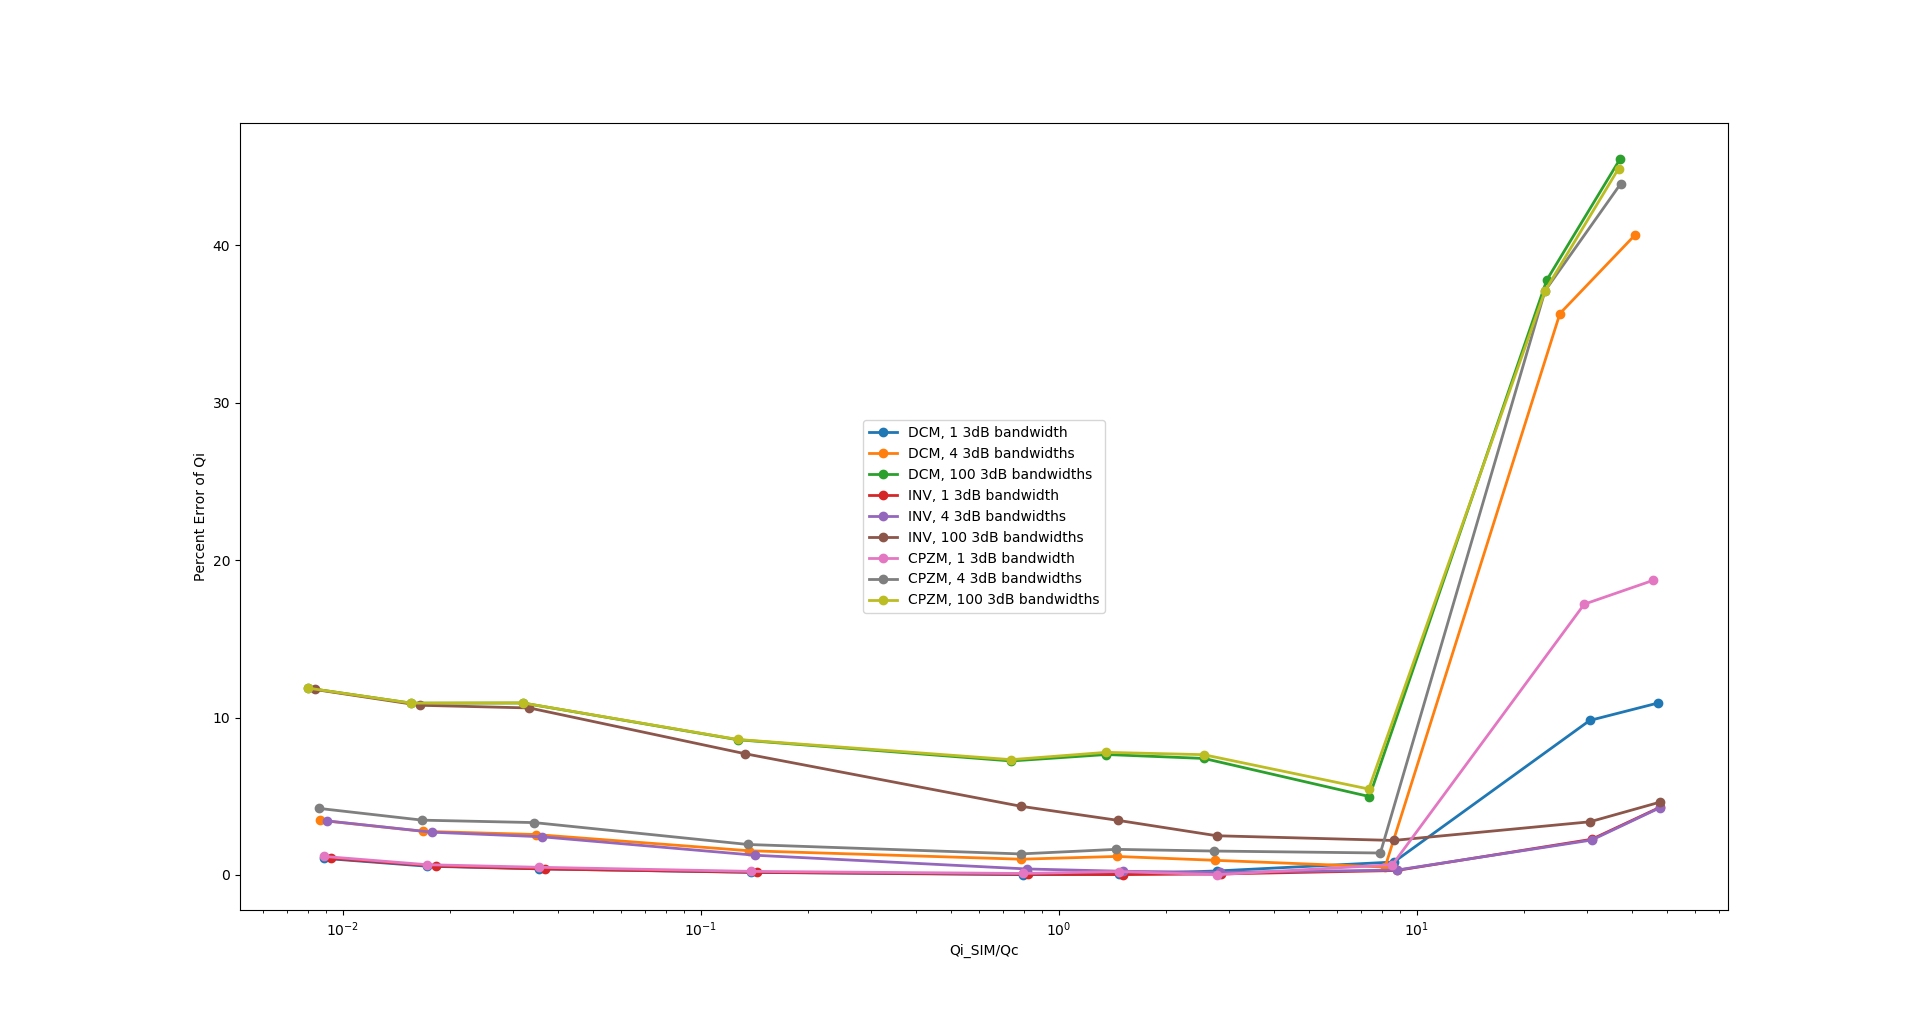 40
30
20
10
0
Percent Error of Qi
DCM, 1 3dB bandwidth
DCM, 4 3dB bandwidths
DCM, 100 3dB bandwidths
INV, 1 3dB bandwidth
INV, 4 3dB bandwidths
INV, 100 3dB bandwidths
CPZM, 1 3dB bandwidth
CPZM, 4 3dB bandwidths
CPZM, 100 3dB bandwidths
10⁻² 10⁻¹ 10⁰ 10¹
Qi_SIM/Qc